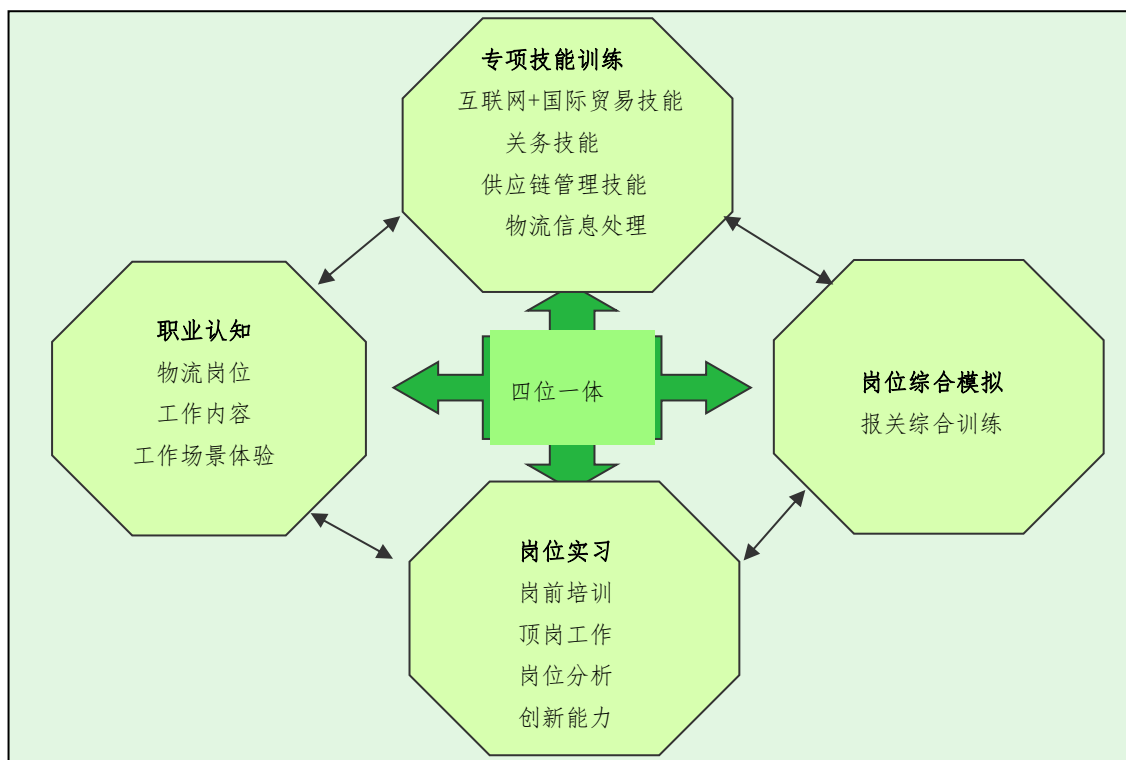 专项技能训练
互联网+国际贸易技能
关务技能
供应链管理技能
物流信息处理
职业认知
物流岗位
工作内容
工作场景体验
四位一体
岗位综合模拟
报关综合训练
岗位实习
岗前培训
顶岗工作
岗位分析
创新能力